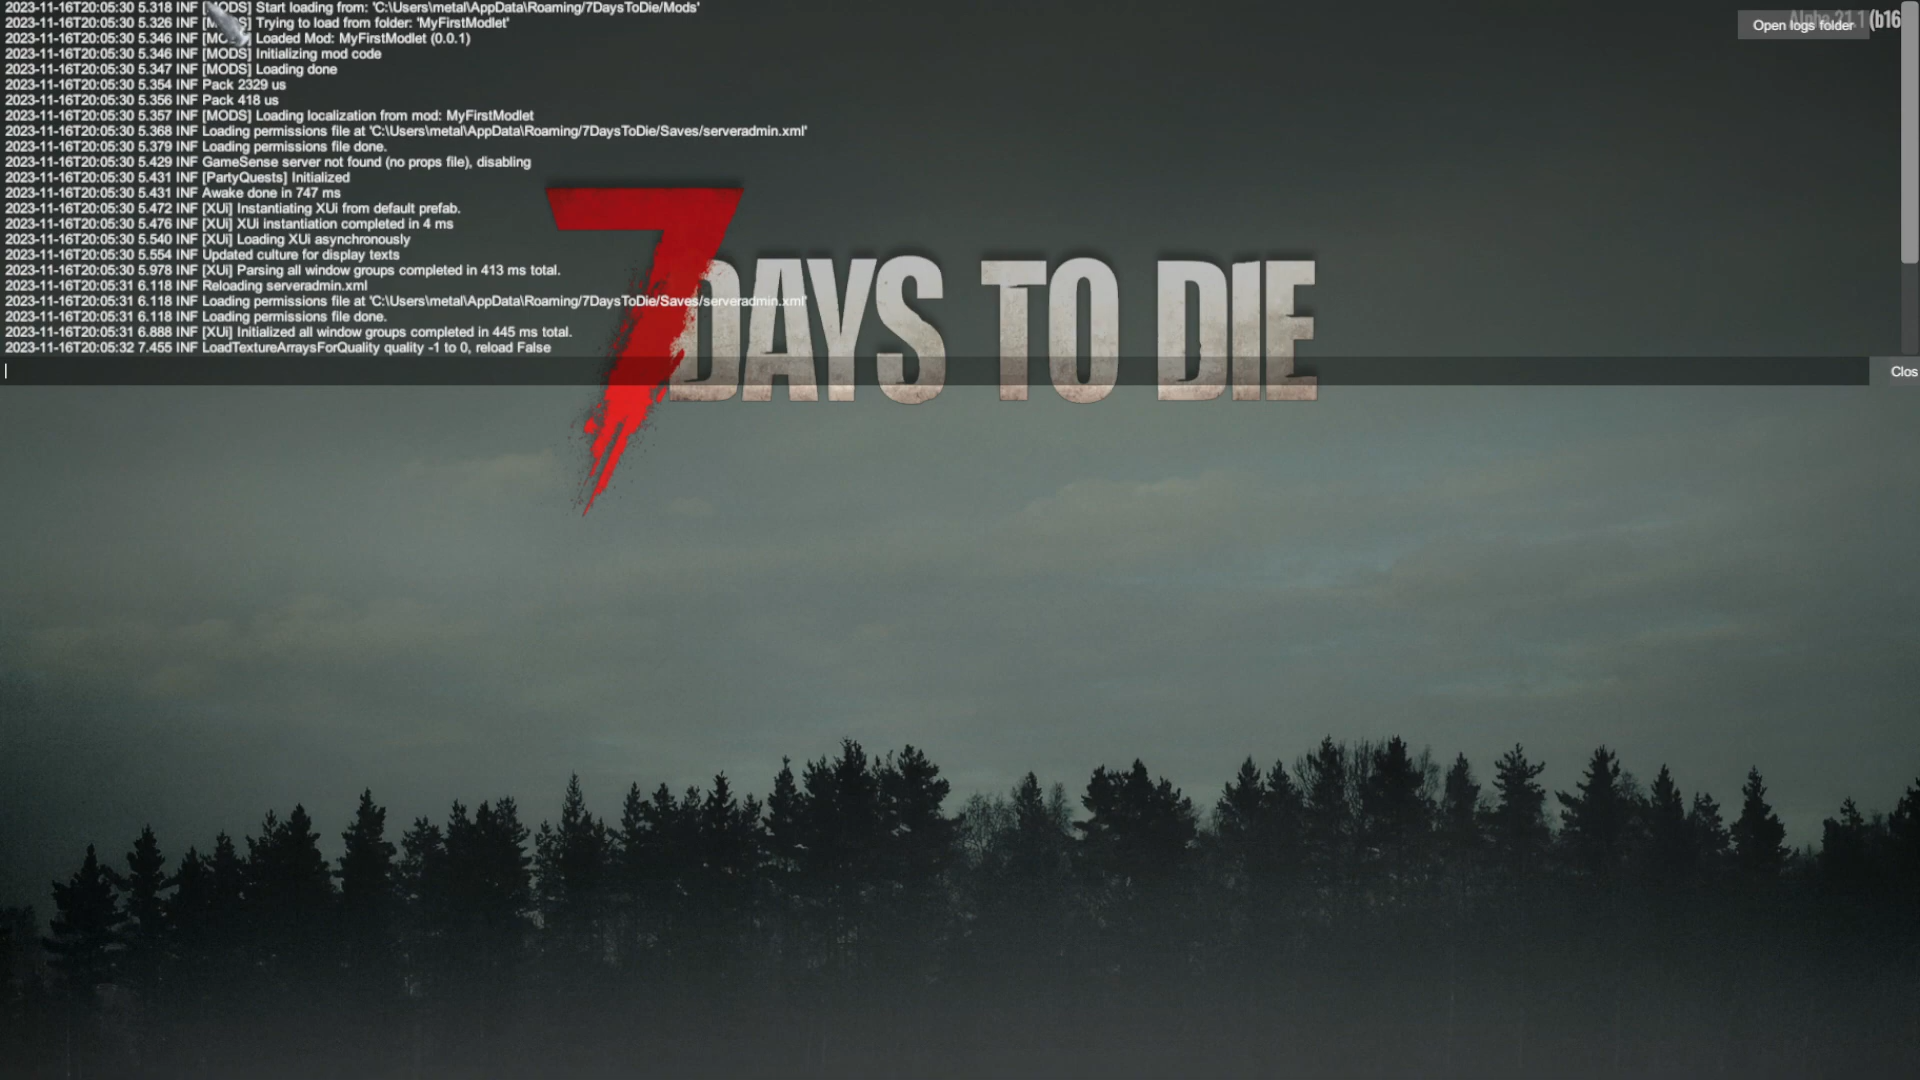 2023-11-16T20:05:30 5.318 INF [MODS] Start loading from: 'C:\Users\metal\AppData\Roaming/7DaysToDie/Mods'
2023-11-16T20:05:30 5.326 INF [MODS] Trying to load from folder: 'MyFirstModlet'
2023-11-16T20:05:30 5.346 INF [MODS] Loaded Mod: MyFirstModlet (0.0.1)
2023-11-16T20:05:30 5.346 INF [MODS] Initializing mod code
2023-11-16T20:05:30 5.347 INF [MODS] Loading done
2023-11-16T20:05:30 5.354 INF Pack 2329 us
2023-11-16T20:05:30 5.356 INF Pack 418 us
2023-11-16T20:05:30 5.357 INF [MODS] Loading localization from mod: MyFirstModlet
2023-11-16T20:05:30 5.368 INF Loading permissions file at 'C:\Users\metal\AppData\Roaming/7DaysToDie/Saves/serveradmin.xml'
2023-11-16T20:05:30 5.379 INF Loading permissions file done.
2023-11-16T20:05:30 5.429 INF GameSense server not found (no props file), disabling
2023-11-16T20:05:30 5.431 INF [PartyQuests] Initialized
2023-11-16T20:05:30 5.431 INF Awake done in 747 ms
2023-11-16T20:05:30 5.472 INF [XUi] Instantiating XUi from default prefab.
2023-11-16T20:05:30 5.476 INF [XUi] XUi instantiation completed in 4 ms
2023-11-16T20:05:30 5.540 INF [XUi] Loading XUi asynchronously
2023-11-16T20:05:30 5.554 INF Updated culture for display texts
2023-11-16T20:05:30 5.978 INF [XUi] Parsing all window groups completed in 413 ms total.
2023-11-16T20:05:31 6.118 INF Reloading serveradmin.xml
2023-11-16T20:05:31 6.118 INF Loading permissions file at 'C:\Users\metal\AppData\Roaming/7DaysToDie/Saves/serveradmin.xml'
2023-11-16T20:05:31 6.118 INF Loading permissions file done.
2023-11-16T20:05:31 6.888 INF [XUi] Initialized all window groups completed in 445 ms total.
2023-11-16T20:05:32 7.455 INF LoadTextureArraysForQuality quality -1 to 0, reload False
Open logs folder
Alpha 21.1 (b16
Clos
7 DAYS TO DIE